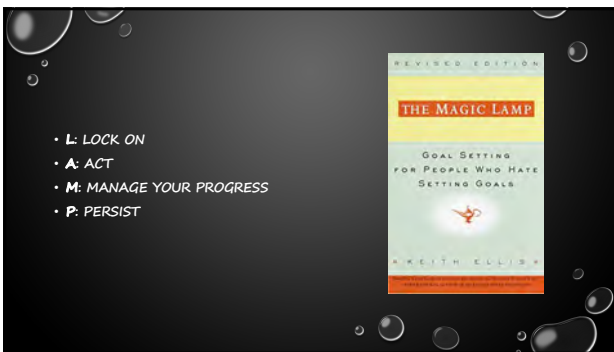 • L: LOCK ON
• A: ACT
• M: MANAGE YOUR PROGRESS
• P: PERSIST
REVISED EDITION
THE MAGIC LAMP
GOAL SETTING
FOR PEOPLE WHO HATE
SETTING GOALS
KEITH ELLIS